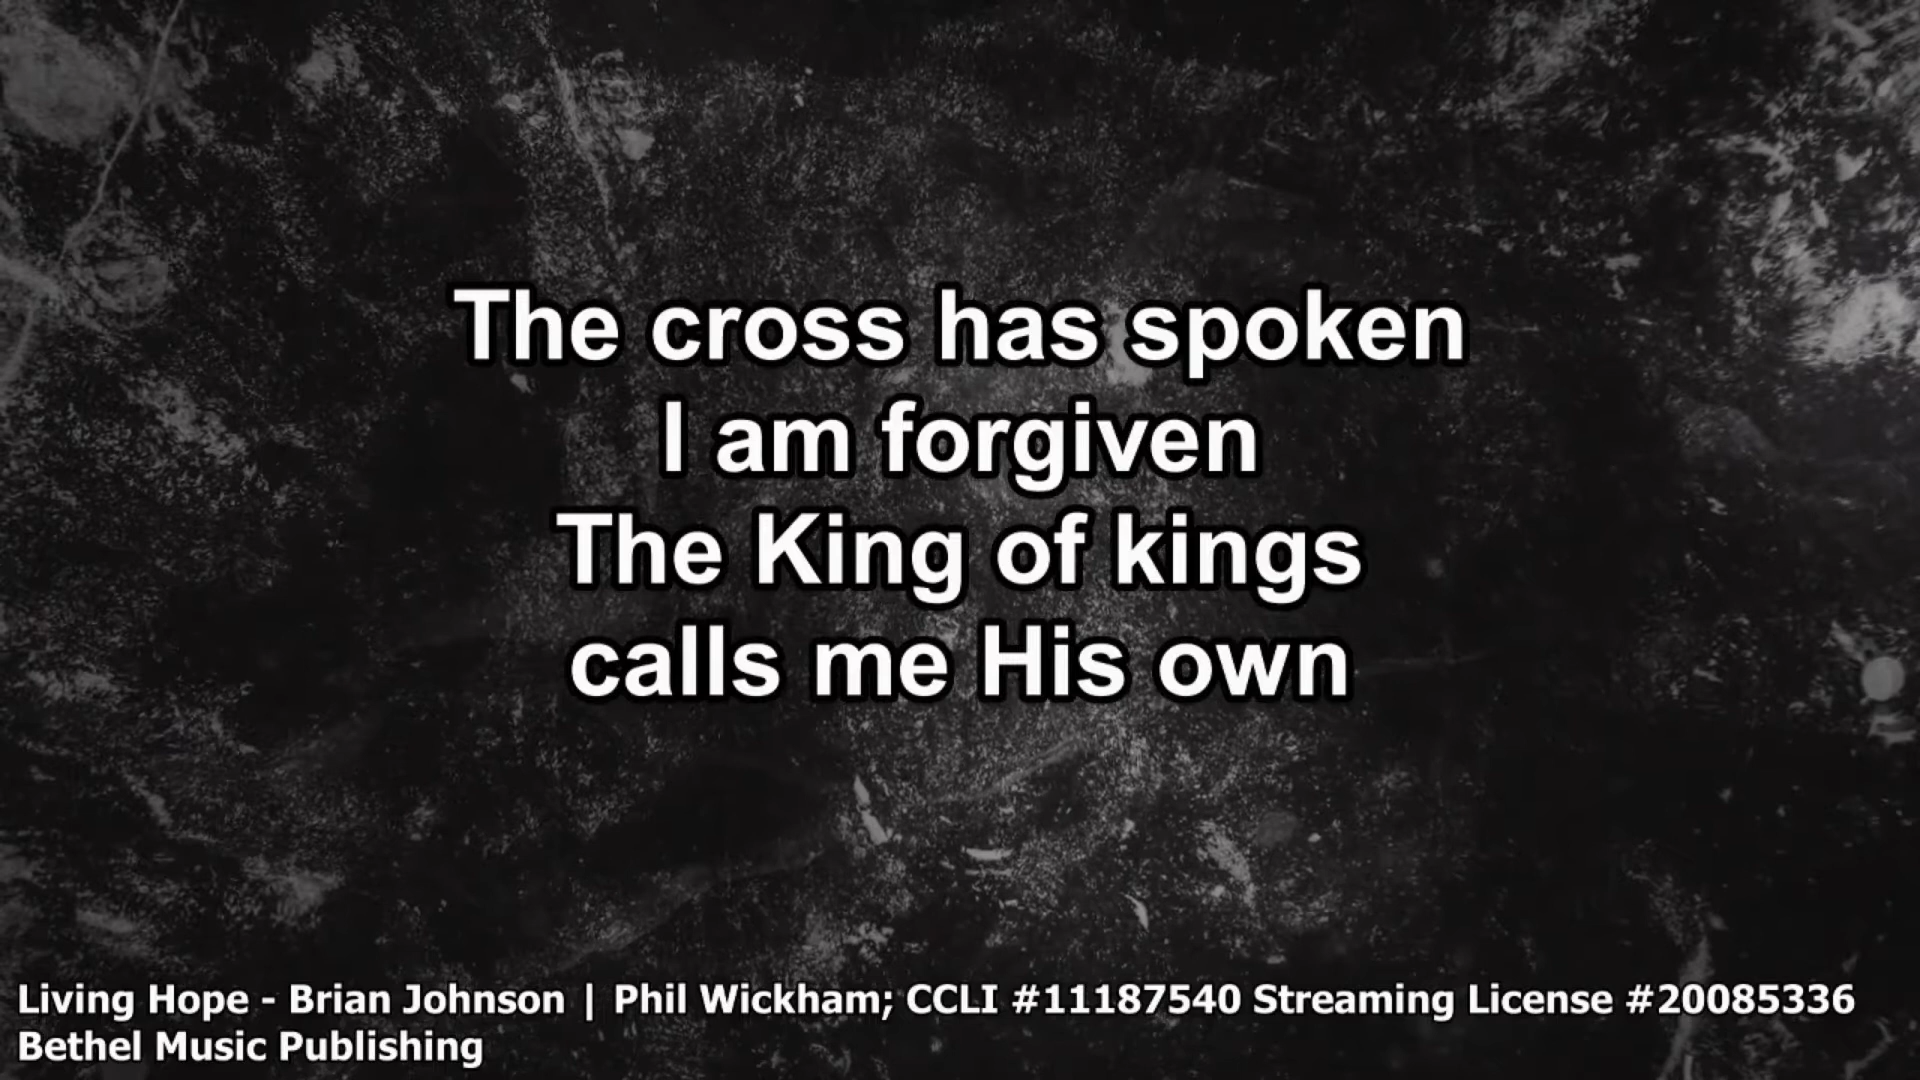 The cross has spoken
I am forgiven
The King of kings
calls me His own
Living Hope - Brian Johnson | Phil Wickham; CCLI #11187540 Streaming License #20085336
Bethel Music Publishing